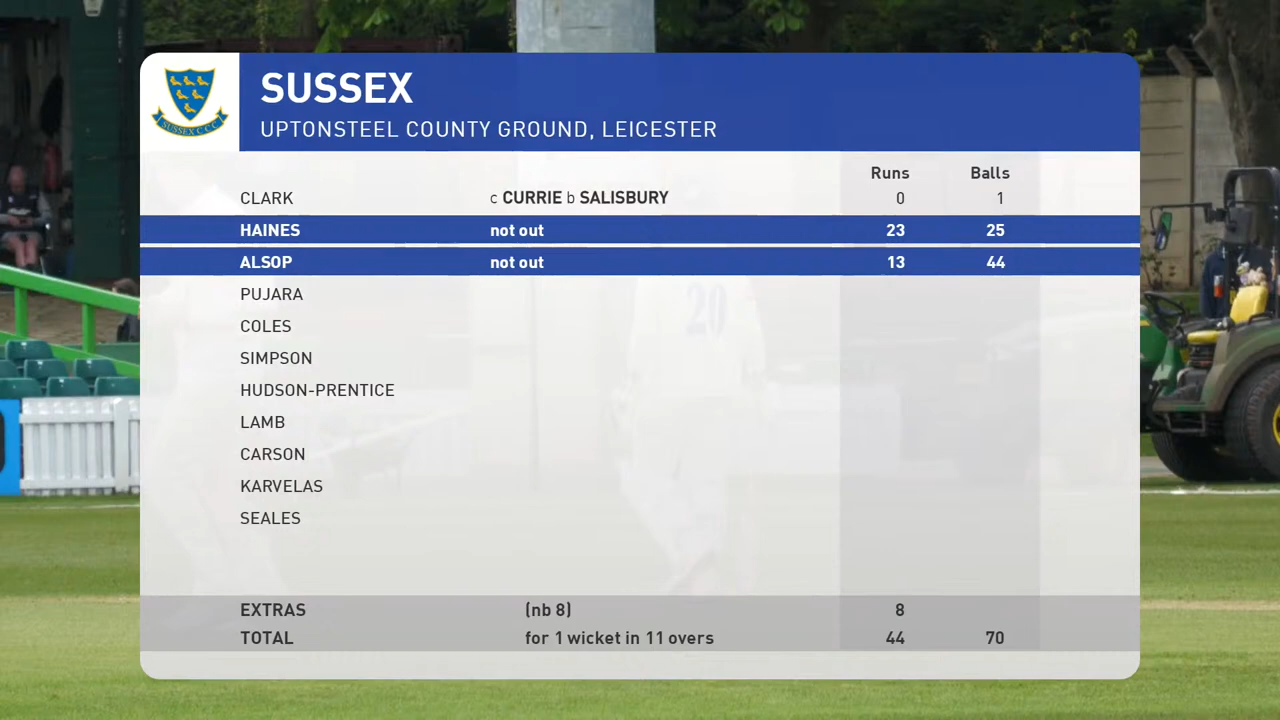 SUSSEX
UPTONSTEEL COUNTY GROUND, LEICESTER
SUSSEX C C C
Runs Balls
CLARK c CURRIE b SALISBURY 0 1
HAINES not out 23 25
ALSOP not out 13 44
PUJARA
COLES
SIMPSON
HUDSON-PRENTICE
LAMB
CARSON
KARVELAS
SEALES
20
EXTRAS (nb 8) 8
TOTAL for 1 wicket in 11 overs 44 70